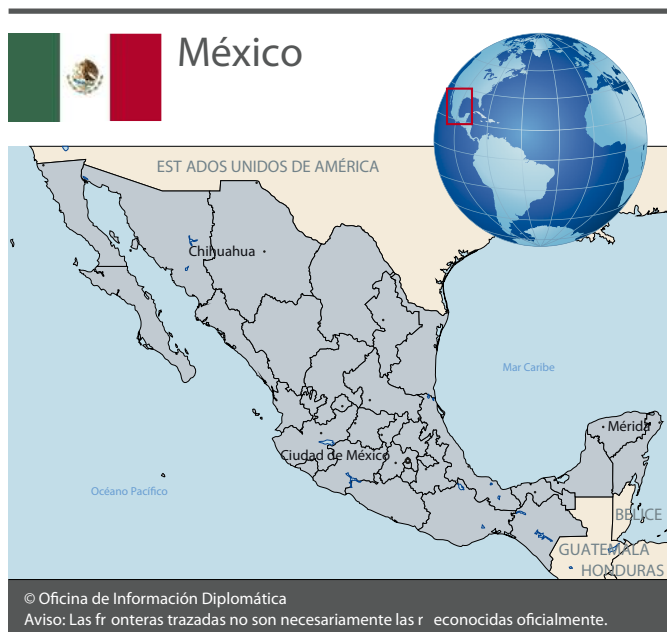 México
EST ADOS UNIDOS DE AMÉRICA
Chihuahua
Mar Caribe
Mérida
Ciudad de México
Océano Pacífico
BELICE
GUATEMALA
HONDURAS
© Oficina de Información Diplomática
Aviso: Las fr onteras trazadas no son necesariamente las r econocidas oficialmente.